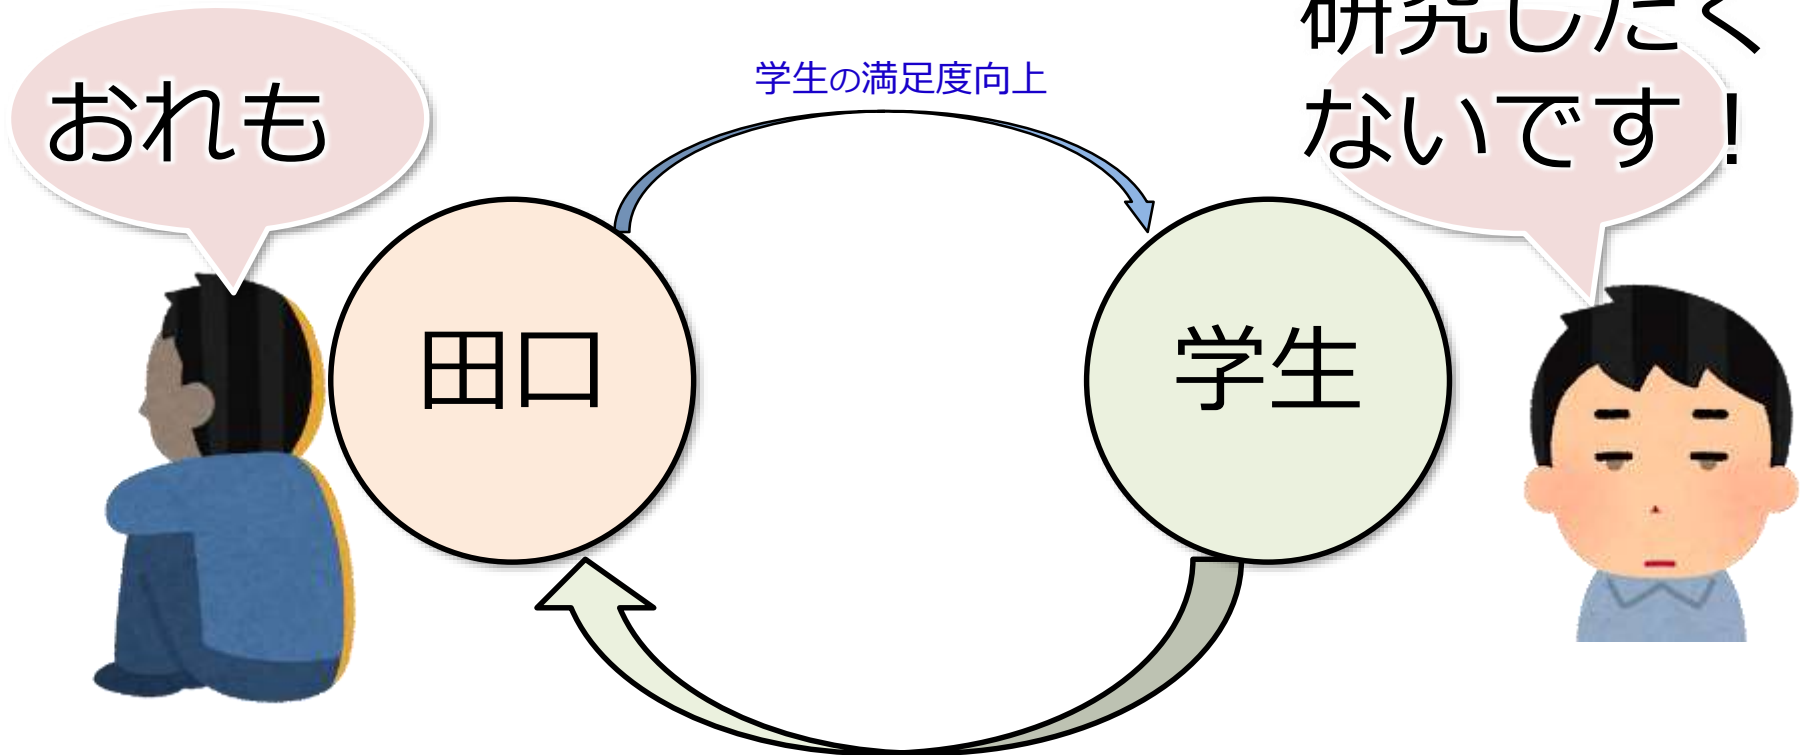 学生の満足度向上
おれも
研究したく
ないです！
田口
学生